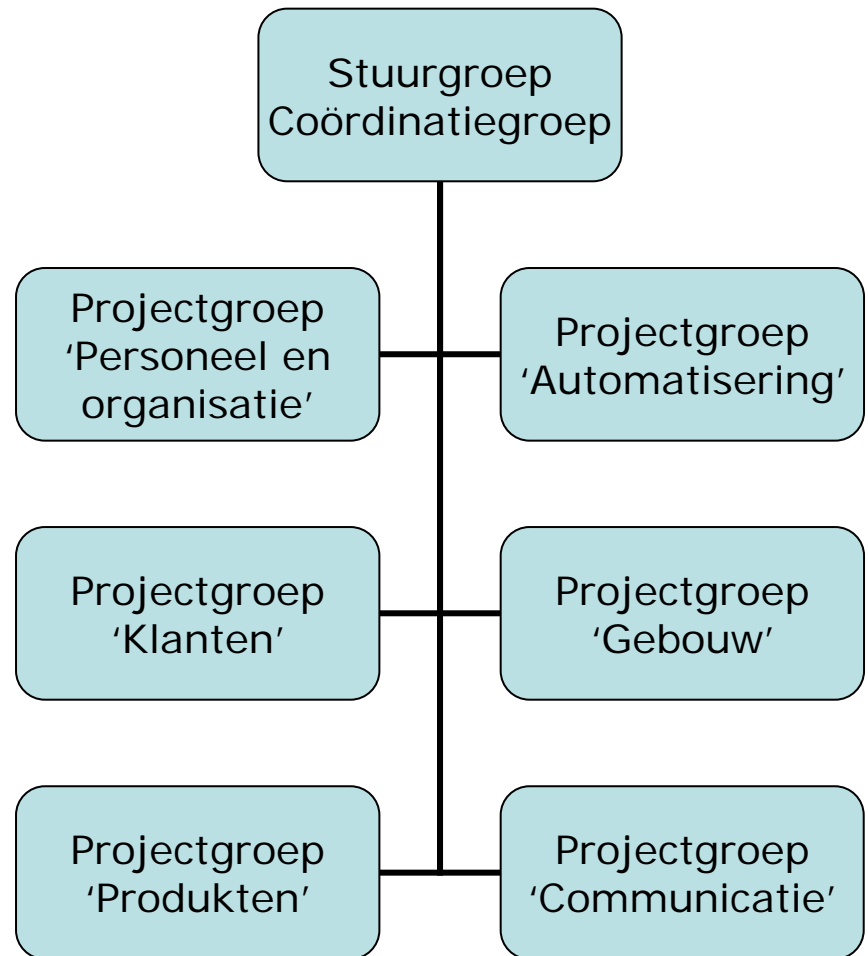 Stuurgroep
Coördinatiegroep
Projectgroep
‘Personeel en
organisatie’
Projectgroep
‘Automatisering’
Projectgroep
‘Klanten’
Projectgroep
‘Gebouw’
Projectgroep
‘Produkten’
Projectgroep
‘Communicatie’